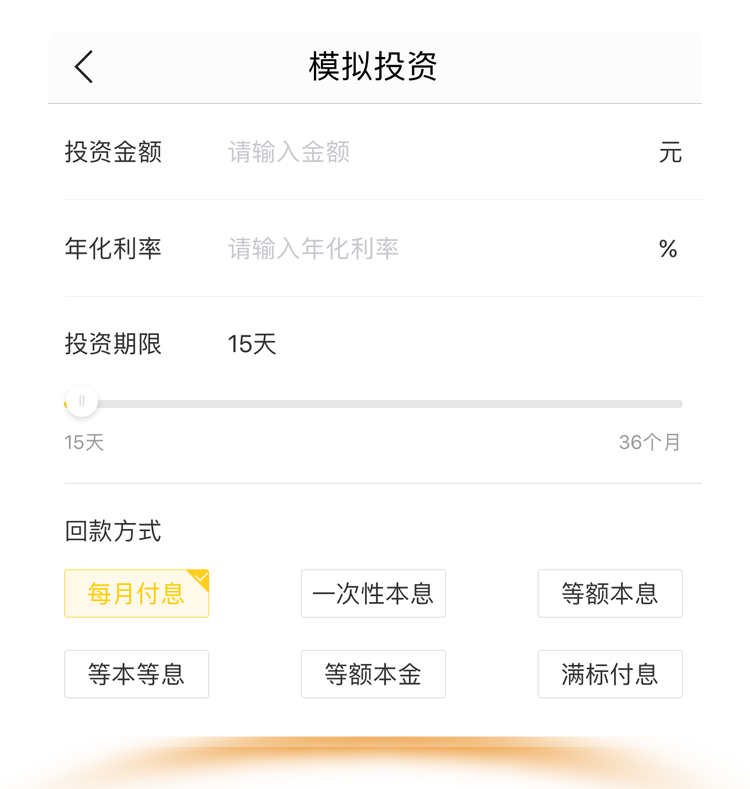 模拟投资
投资金额 请输入金额 元
年化利率 请输入年化利率 %
投资期限 15天
15天 36个月
回款方式
每月付息 一次性本息 等额本息
等本等息 等额本金 满标付息